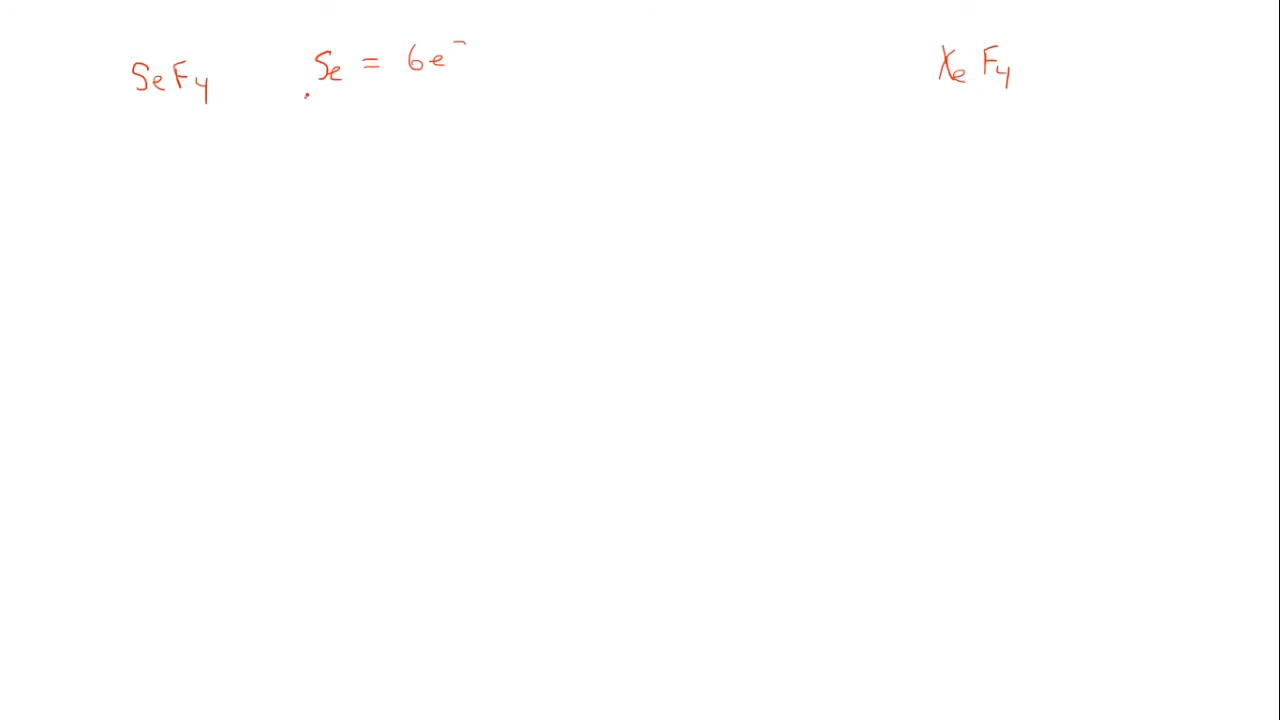 SeF₄ Se = 6e⁻ XeF₄